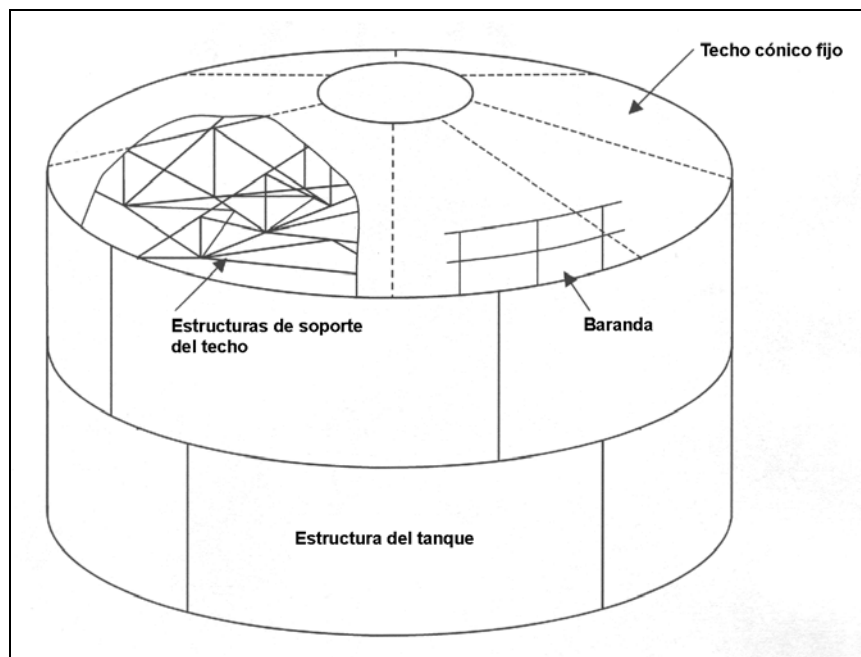 Techo cónico fijo
Estructuras de soporte
del techo
Baranda
Estructura del tanque